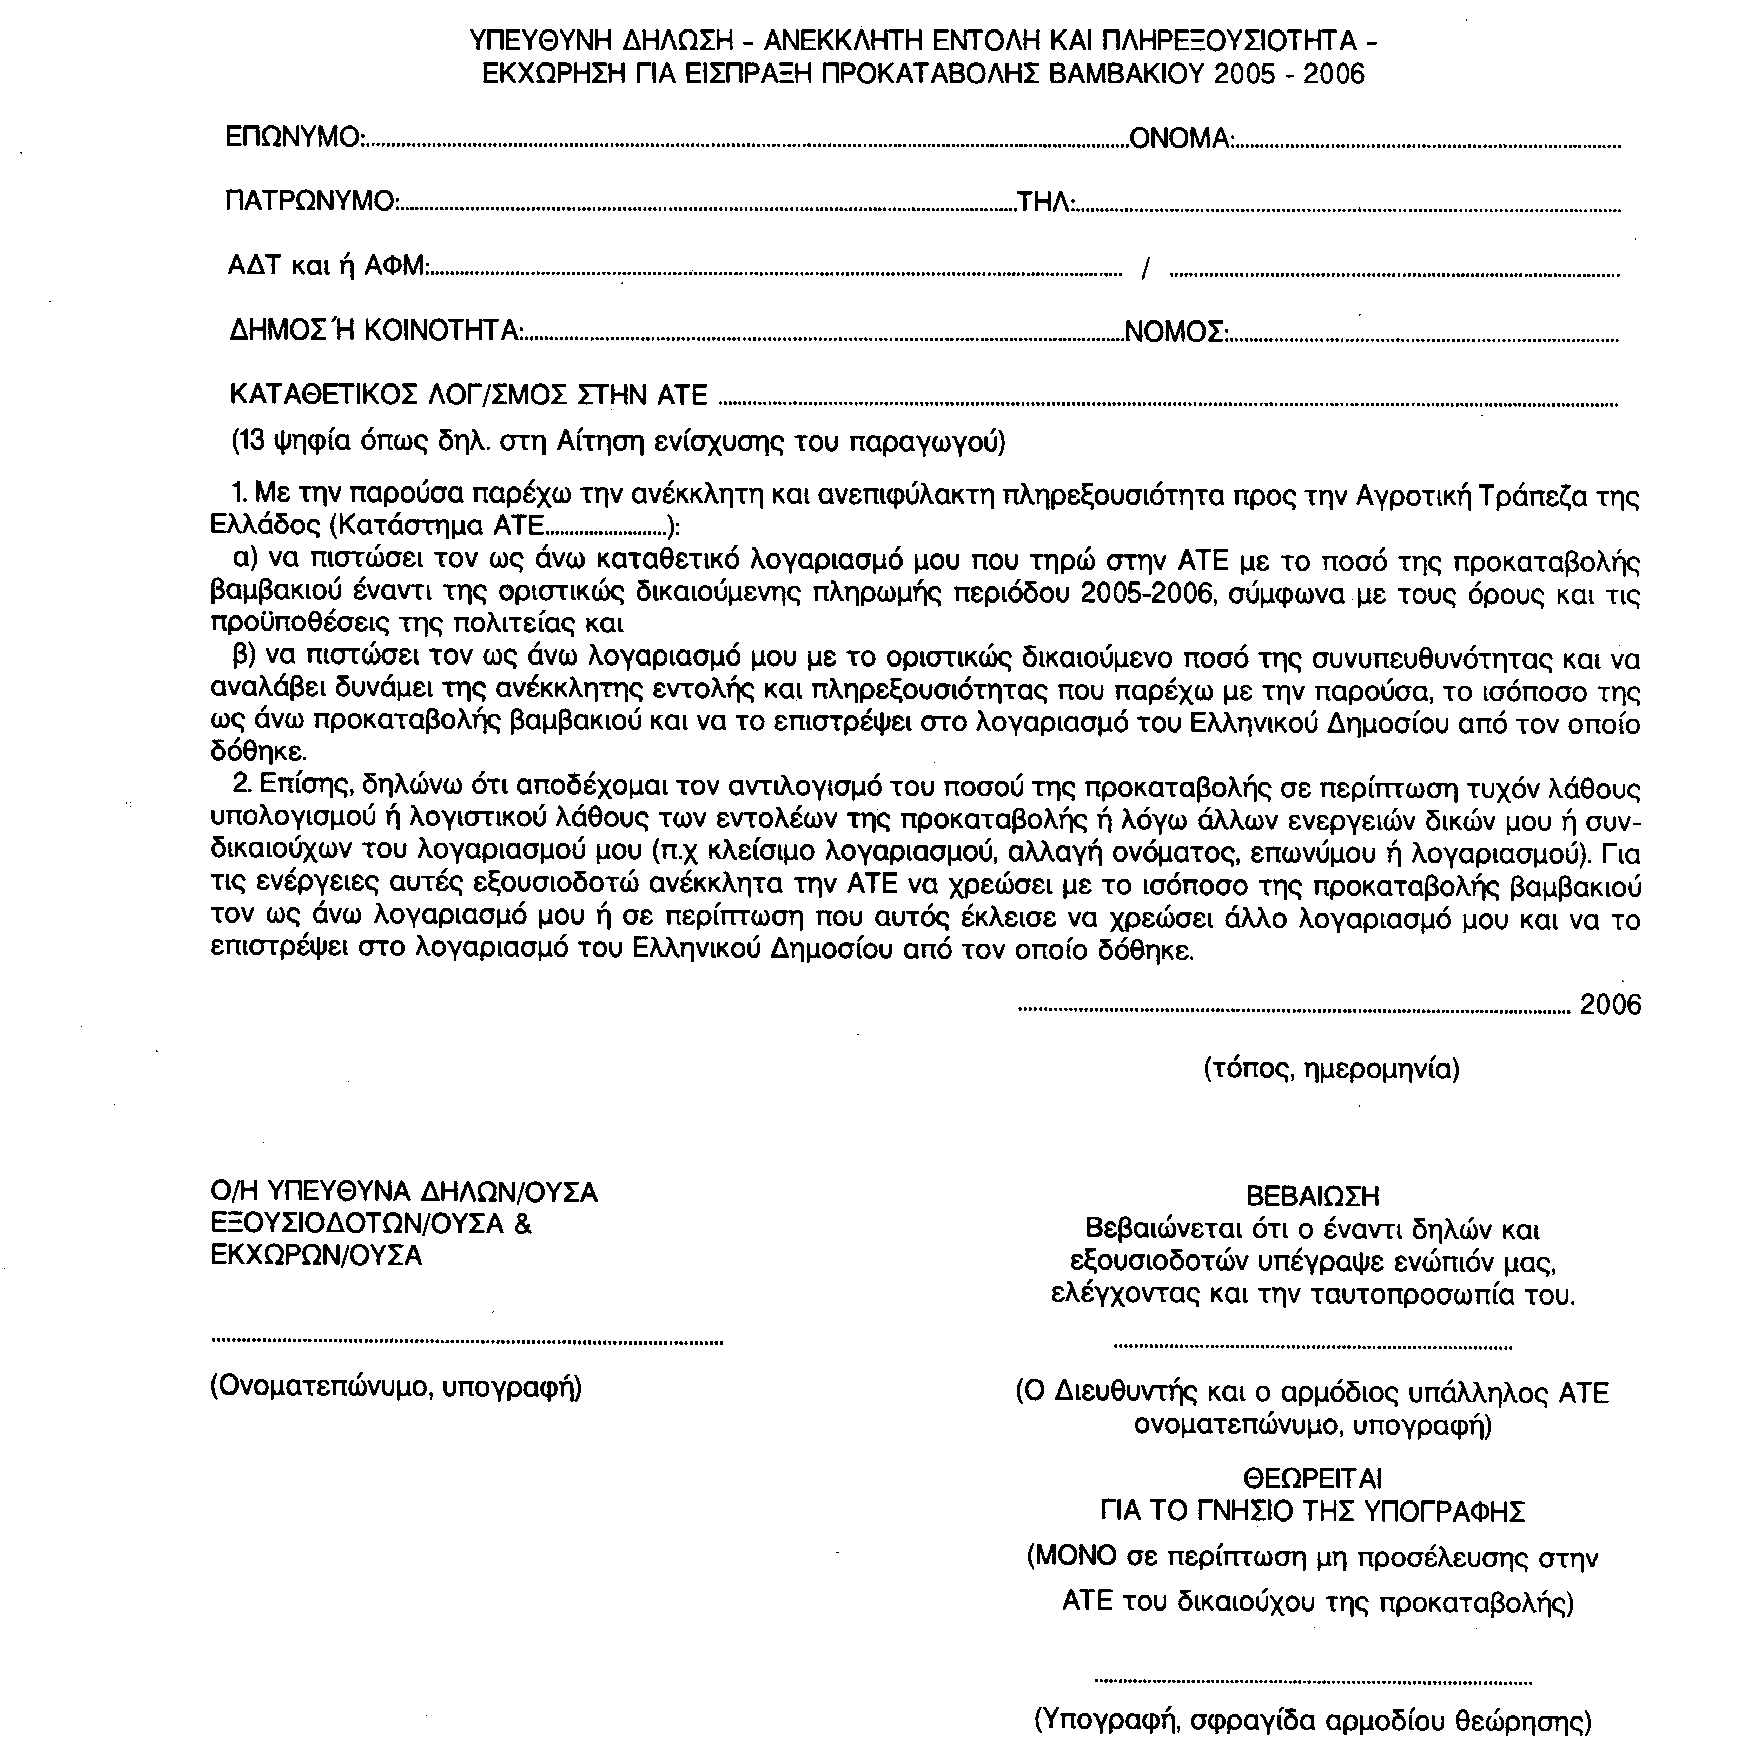 ΥΠΕΥΘΥΝΗ ΔΗΛΩΣΗ - ΑΝΕΚΚΛΗΤΗ ΕΝΤΟΛΗ ΚΑΙ ΠΛΗΡΕΞΟΥΣΙΟΤΗΤΑ -
ΕΚΧΩΡΗΣΗ ΓΙΑ ΕΙΣΠΡΑΞΗ ΠΡΟΚΑΤΑΒΟΛΗΣ ΒΑΜΒΑΚΙΟΥ 2005 - 2006
ΕΠΩΝΥΜΟ:..............................ΟΝΟΜΑ:..............................
ΠΑΤΡΩΝΥΜΟ:..............................ΤΗΛ:..............................
ΑΔΤ και ή ΑΦΜ:.............................. / ..............................
ΔΗΜΟΣ Ή ΚΟΙΝΟΤΗΤΑ:..............................ΝΟΜΟΣ:..............................
ΚΑΤΑΘΕΤΙΚΟΣ ΛΟΓ/ΣΜΟΣ ΣΤΗΝ ΑΤΕ ..............................
(13 ψηφία όπως δηλ. στη Αίτηση ενίσχυσης του παραγωγού)
1. Με την παρούσα παρέχω την ανέκκλητη και ανεπιφύλακτη πληρεξουσιότητα προς την Αγροτική Τράπεζα της
Ελλάδος (Κατάστημα ΑΤΕ......................):
α) να πιστώσει τον ως άνω καταθετικό λογαριασμό μου που τηρώ στην ΑΤΕ με το ποσό της προκαταβολής
βαμβακιού έναντι της οριστικώς δικαιούμενης πληρωμής περιόδου 2005-2006, σύμφωνα με τους όρους και τις
προϋποθέσεις της πολιτείας και
β) να πιστώσει τον ως άνω λογαριασμό μου με το οριστικώς δικαιούμενο ποσό της συνυπευθυνότητας και να
αναλάβει δυνάμει της ανέκκλητης εντολής και πληρεξουσιότητας που παρέχω με την παρούσα, το ισόποσο της
ως άνω προκαταβολής βαμβακιού και να το επιστρέψει στο λογαριασμό του Ελληνικού Δημοσίου από τον οποίο
δόθηκε.
2. Επίσης, δηλώνω ότι αποδέχομαι τον αντιλογισμό του ποσού της προκαταβολής σε περίπτωση τυχόν λάθους
υπολογισμού ή λογιστικού λάθους των εντολέων της προκαταβολής ή λόγω άλλων ενεργειών δικών μου ή συν-
δικαιούχων του λογαριασμού μου (π.χ κλείσιμο λογαριασμού, αλλαγή ονόματος, επωνύμου ή λογαριασμού). Για
τις ενέργειες αυτές εξουσιοδοτώ ανέκκλητα την ΑΤΕ να χρεώσει με το ισόποσο της προκαταβολής βαμβακιού
τον ως άνω λογαριασμό μου ή σε περίπτωση που αυτός έκλεισε να χρεώσει άλλο λογαριασμό μου και να το
επιστρέψει στο λογαριασμό του Ελληνικού Δημοσίου από τον οποίο δόθηκε.
.............................. 2006
(τόπος, ημερομηνία)
Ο/Η ΥΠΕΥΘΥΝΑ ΔΗΛΩΝ/ΟΥΣΑ
ΕΞΟΥΣΙΟΔΟΤΩΝ/ΟΥΣΑ &
ΕΚΧΩΡΩΝ/ΟΥΣΑ
..............................
(Ονοματεπώνυμο, υπογραφή)
ΒΕΒΑΙΩΣΗ
Βεβαιώνεται ότι ο έναντι δηλών και
εξουσιοδοτών υπέγραψε ενώπιόν μας,
ελέγχοντας και την ταυτοπροσωπία του.
..............................
(Ο Διευθυντής και ο αρμόδιος υπάλληλος ΑΤΕ
ονοματεπώνυμο, υπογραφή)
ΘΕΩΡΕΙΤΑΙ
ΓΙΑ ΤΟ ΓΝΗΣΙΟ ΤΗΣ ΥΠΟΓΡΑΦΗΣ
(ΜΟΝΟ σε περίπτωση μη προσέλευσης στην
ΑΤΕ του δικαιούχου της προκαταβολής)
..............................
(Υπογραφή, σφραγίδα αρμοδίου θεώρησης)